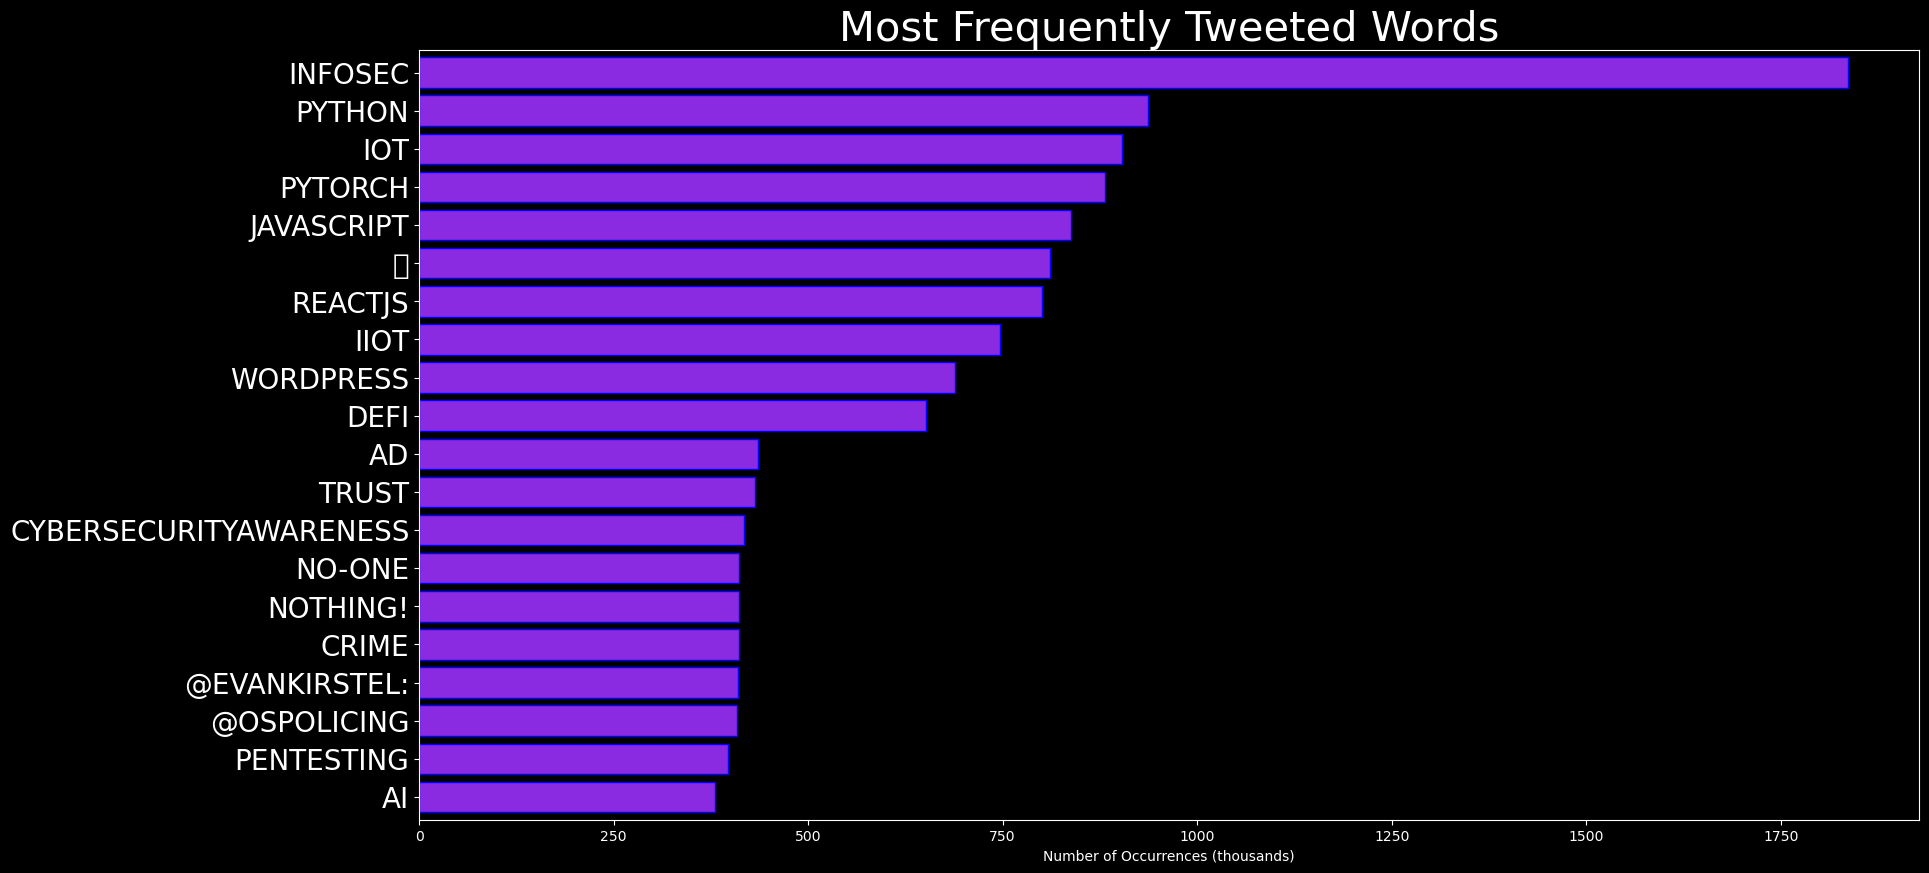 Most Frequently Tweeted Words
INFOSEC
PYTHON
IOT
PYTORCH
JAVASCRIPT
REACTJS
IIOT
WORDPRESS
DEFI
AD
TRUST
CYBERSECURITYAWARENESS
NO-ONE
NOTHING!
CRIME
@EVANKIRSTEL:
@OSPOLICING
PENTESTING
AI
0 250 500 750 1000 1250 1500 1750
Number of Occurrences (thousands)